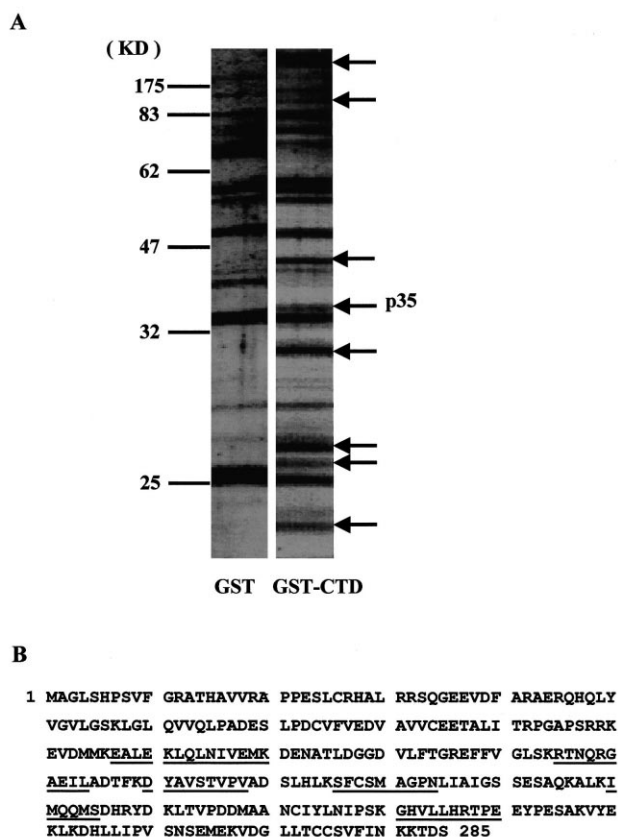 A
( KD )
175
83
62
47
p35
32
25
GST GST-CTD
B
1 MAGLSHPSVF GRATHAVVRA PPESLCRHAL RRSQGEEVDF ARAERQHQLY
VGVLGSKLGL QVVQLPADES LPDCVFVEDV AVVCEETALI TRPGAPSRRK
EVDMMKEALE KLQLNIVEMK DENATLDGGD VLFTGREFFV GLSKRTNQRG
AEILADTFKD YAVSTVPVAD SLHLKSFCSM AGPNLIAIGS SESAQKALKI
MQQMSDHRYD KLTVPDDMAA NCIYLNIPSK GHVLLHRTPE EYPESAKVYE
KLKDHLLIPV SNSEMEKVDG LLTCCSVFIN KKTDS 285